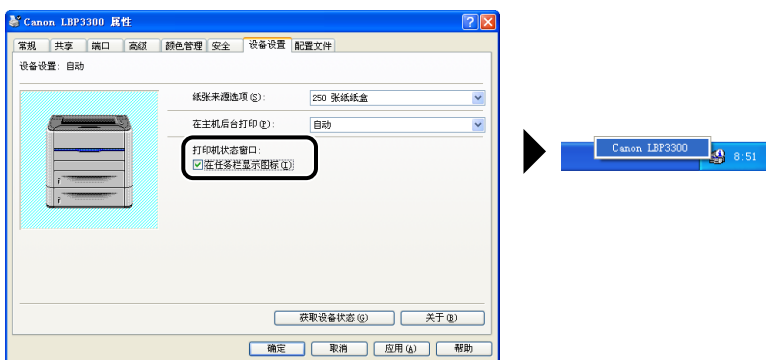 Canon LBP3300 属性
常规 共享 端口 高级 颜色管理 安全 设备设置 配置文件
设备设置: 自动
纸张来源选项(S): 250 张纸纸盒
在主机后台打印(P): 自动
打印机状态窗口:
在任务栏显示图标(I)
获取设备状态(G) 关于(B)
确定 取消 应用(A) 帮助
Canon LBP3300
8:51